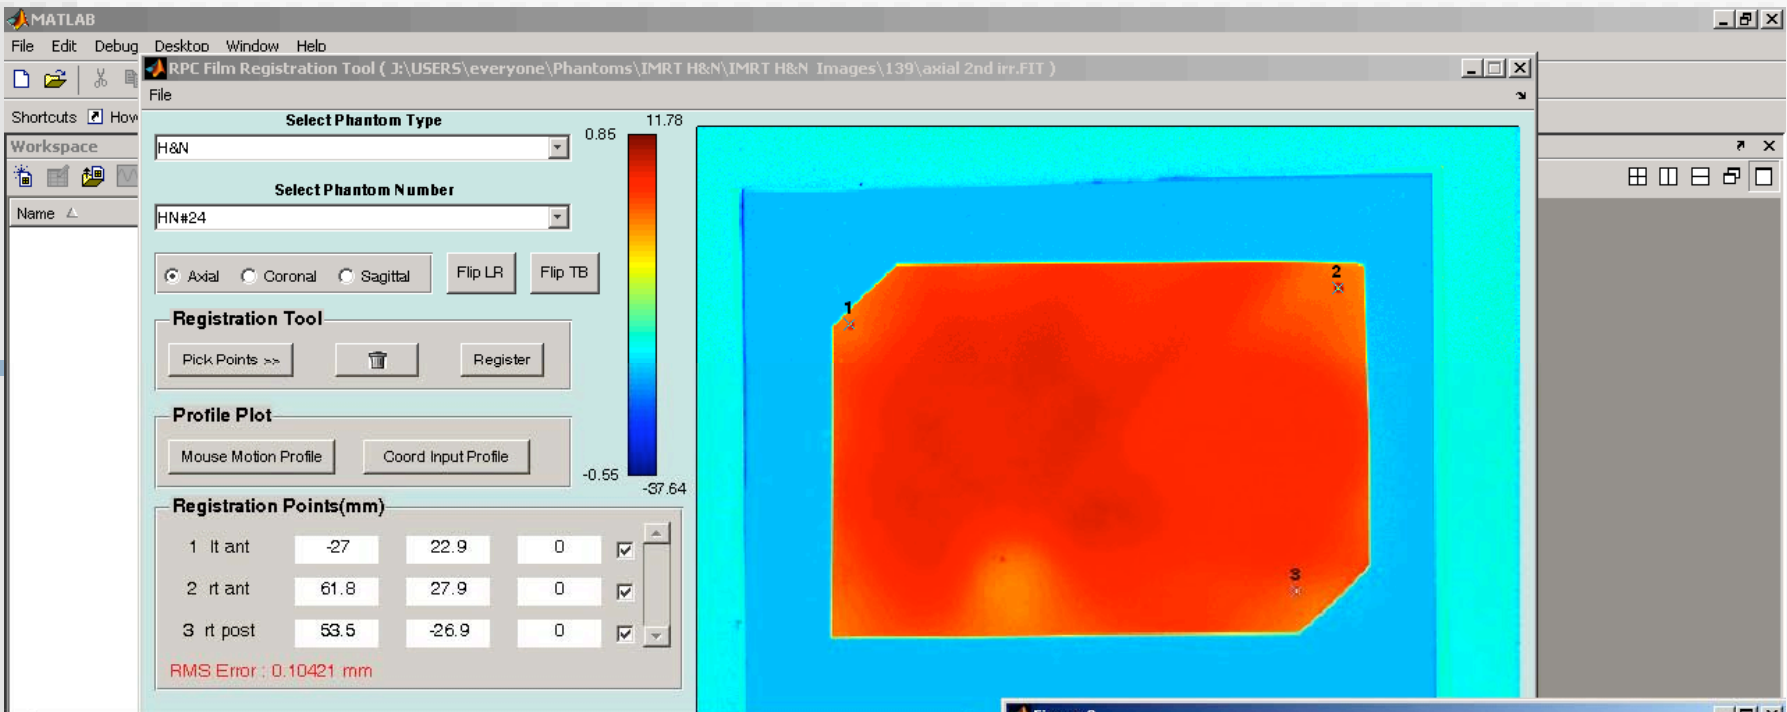 MATLAB
File Edit Debug Desktop Window Help
RPC Film Registration Tool ( J:\USERS\everyone\Phantoms\IMRT H&N\IMRT H&N Images\139\axial 2nd irr.FIT )
File
Shortcuts
Workspace
Name
Select Phantom Type
H&N
Select Phantom Number
HN#24
Axial Coronal Sagittal Flip LR Flip TB
Registration Tool
Pick Points >> Register
Profile Plot
Mouse Motion Profile Coord Input Profile
Registration Points(mm)
1 lt ant -27 22.9 0
2 rt ant 61.8 27.9 0
3 rt post 53.5 -26.9 0
RMS Error : 0.10421 mm
11.78
0.85
-0.55
-37.64
1
2
3